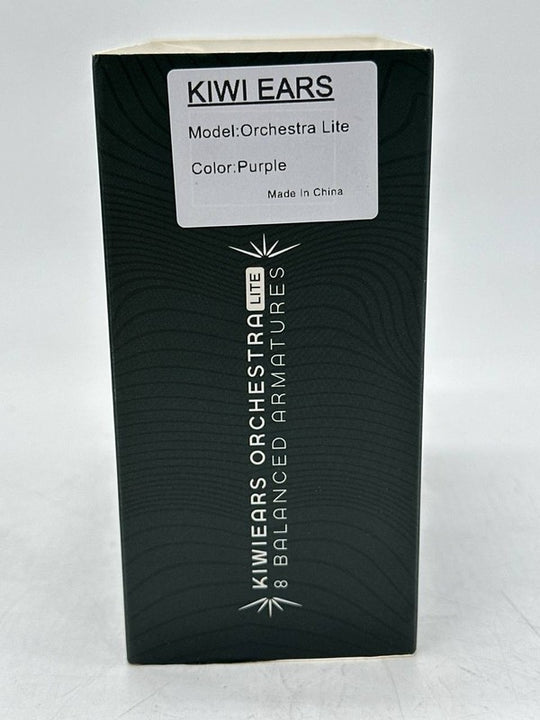 KIWI EARS
Model:Orchestra Lite
Color:Purple
Made In China
KIWIEARS ORCHESTRA LITE
8 BALANCED ARMATURES